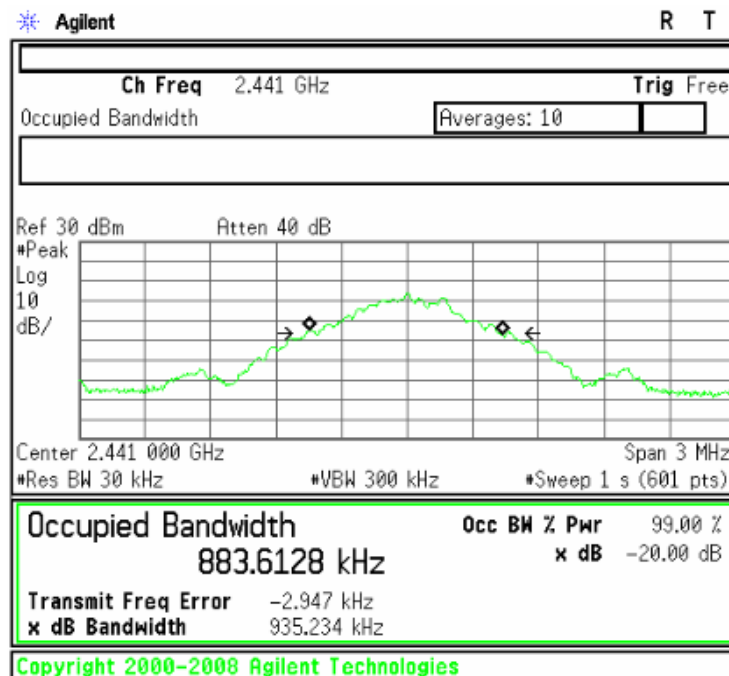 Agilent R T
Ch Freq 2.441 GHz Trig Free
Occupied Bandwidth Averages: 10
Ref 30 dBm Atten 40 dB
#Peak
Log
10
dB/
Center 2.441 000 GHz Span 3 MHz
#Res BW 30 kHz #VBW 300 kHz #Sweep 1 s (601 pts)
Occupied Bandwidth Occ BW % Pwr 99.00 %
883.6128 kHz x dB -20.00 dB
Transmit Freq Error -2.947 kHz
x dB Bandwidth 935.234 kHz
Copyright 2000-2008 Agilent Technologies